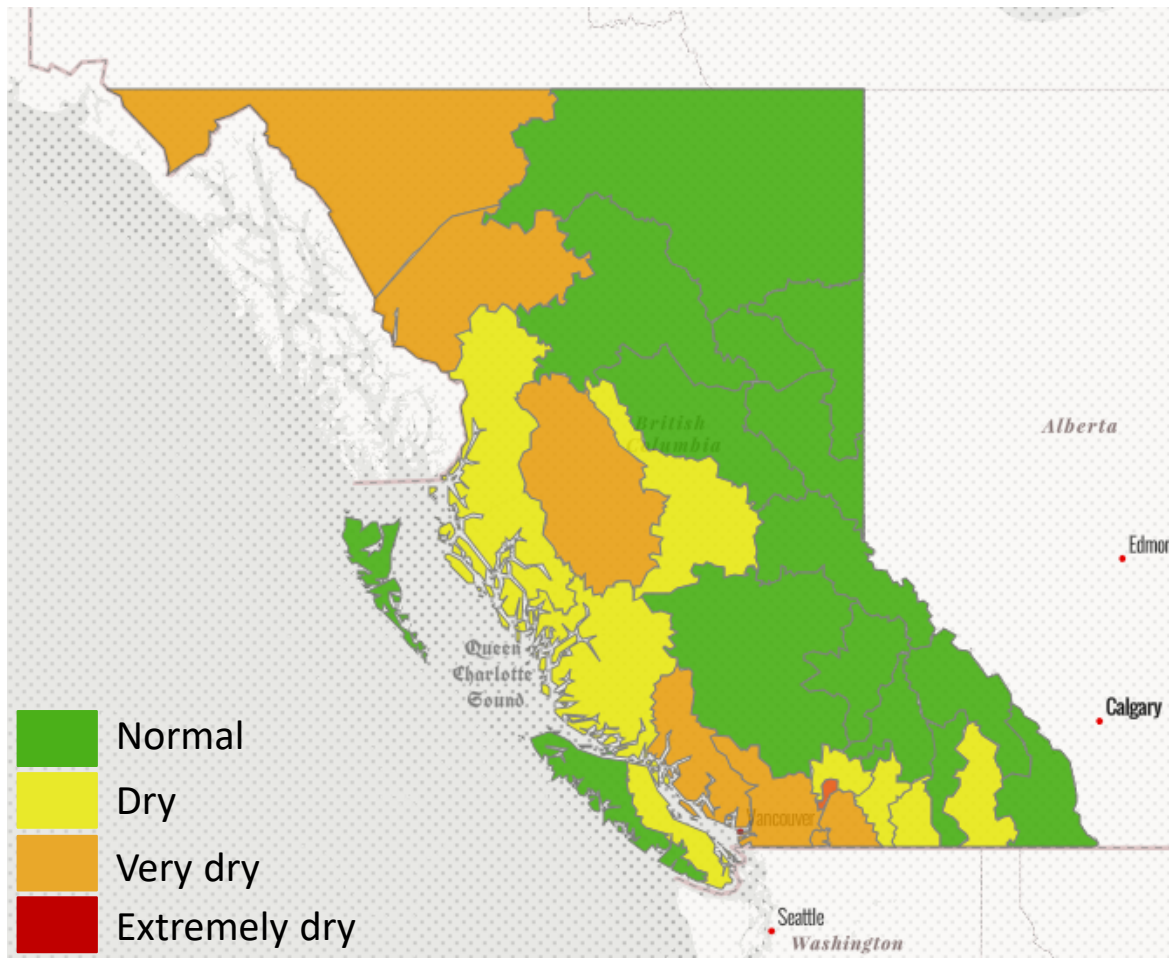 British
Columbia
Alberta
Edmon
Queen
Charlotte
Sound
Calgary
Normal
Dry
Vancouver
Very dry
Extremely dry
Seattle
Washington